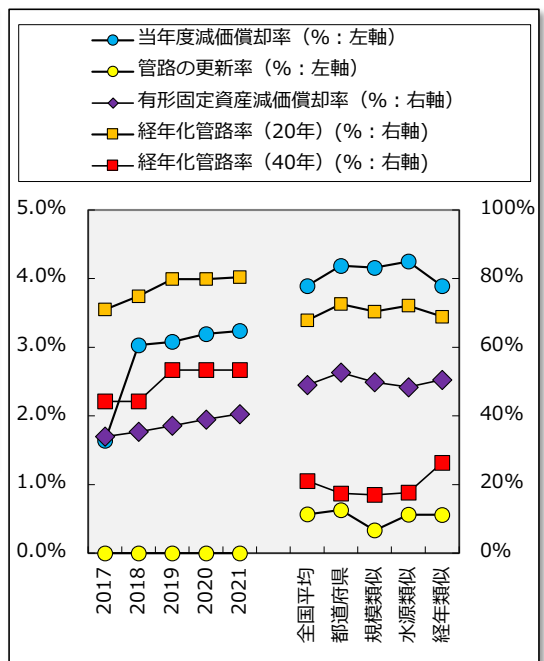 当年度減価償却率（％：左軸）
管路の更新率（％：左軸）
有形固定資産減価償却率（％：右軸）
経年化管路率（20年）(％：右軸)
経年化管路率（40年）(％：右軸)
5.0%
4.0%
3.0%
2.0%
1.0%
0.0%
100%
80%
60%
40%
20%
0%
2017
2018
2019
2020
2021
全国平均
都道府県
規模類似
水源類似
経年類似